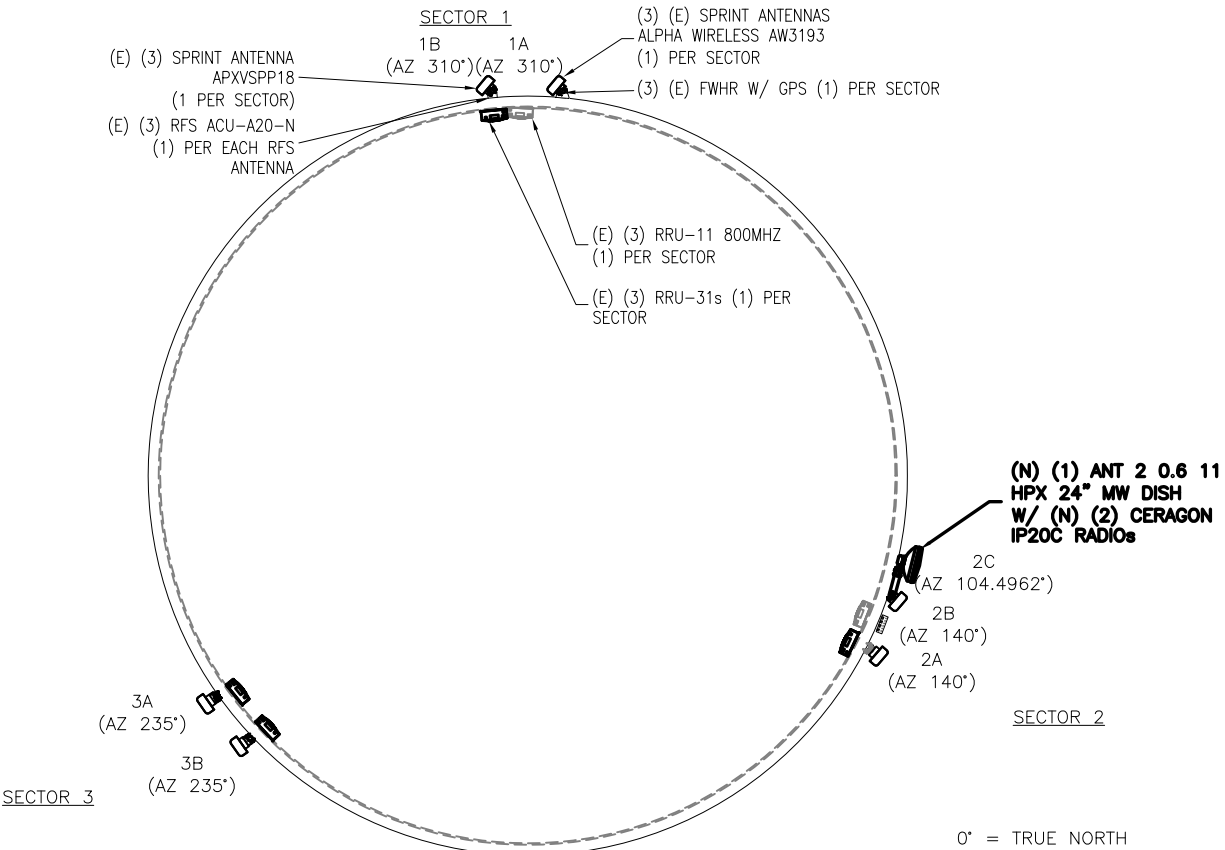 SECTOR 1
1B
(AZ 310°)
1A
(AZ 310°)
(E) (3) SPRINT ANTENNA
APXVSPP18
(1 PER SECTOR)
(E) (3) RFS ACU-A20-N
(1) PER EACH RFS
ANTENNA
(3) (E) SPRINT ANTENNAS
ALPHA WIRELESS AW3193
(1) PER SECTOR
(3) (E) FWHR W/ GPS (1) PER SECTOR
(E) (3) RRU-11 800MHZ
(1) PER SECTOR
(E) (3) RRU-31s (1) PER
SECTOR
(N) (1) ANT 2 0.6 11
HPX 24" MW DISH
W/ (N) (2) CERAGON
IP20C RADIOs
2C
(AZ 104.4962°)
2B
(AZ 140°)
2A
(AZ 140°)
SECTOR 2
3A
(AZ 235°)
3B
(AZ 235°)
SECTOR 3
0° = TRUE NORTH